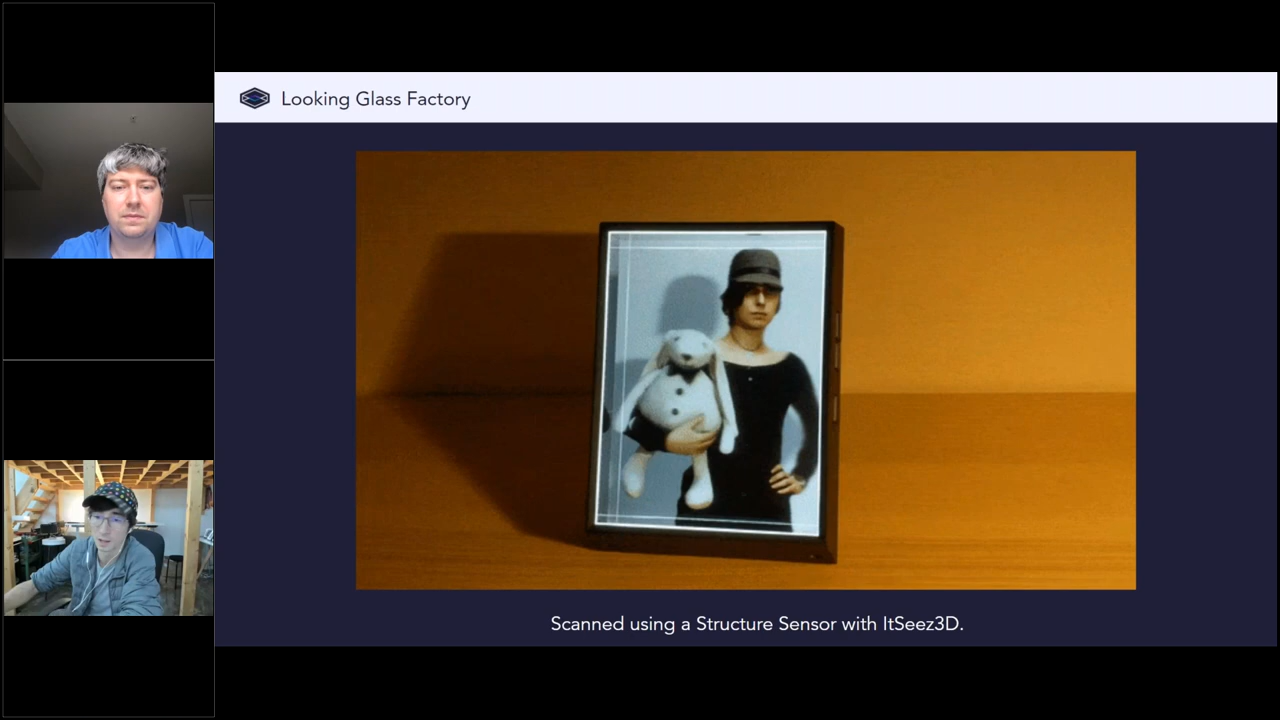 Looking Glass Factory
Scanned using a Structure Sensor with ItSeez3D.